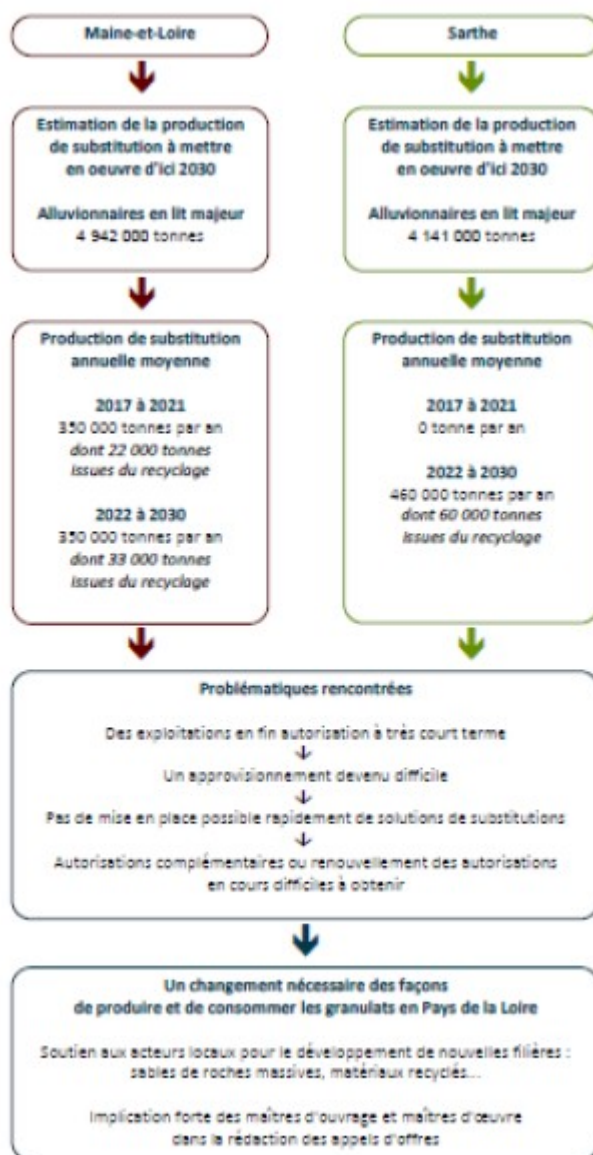 Maine-et-Loire
Estimation de la production
de substitution à mettre
en oeuvre d'ici 2030
Alluvionnaires en lit majeur
4 942 000 tonnes
Production de substitution
annuelle moyenne
2017 à 2021
350 000 tonnes par an
dont 22 000 tonnes
issues du recyclage
2022 à 2030
350 000 tonnes par an
dont 33 000 tonnes
issues du recyclage
Sarthe
Estimation de la production
de substitution à mettre
en oeuvre d'ici 2030
Alluvionnaires en lit majeur
4 141 000 tonnes
Production de substitution
annuelle moyenne
2017 à 2021
0 tonne par an
2022 à 2030
460 000 tonnes par an
dont 60 000 tonnes
issues du recyclage
Problématiques rencontrées
Des exploitations en fin autorisation à très court terme
Un approvisionnement devenu difficile
Pas de mise en place possible rapidement de solutions de substitutions
Autorisations complémentaires ou renouvellement des autorisations
en cours difficiles à obtenir
Un changement nécessaire des façons
de produire et de consommer les granulats en Pays de la Loire
Soutien aux acteurs locaux pour le développement de nouvelles filières :
sables de roches massives, matériaux recyclés...
Implication forte des maîtres d'ouvrage et maîtres d'œuvre
dans la rédaction des appels d'offres